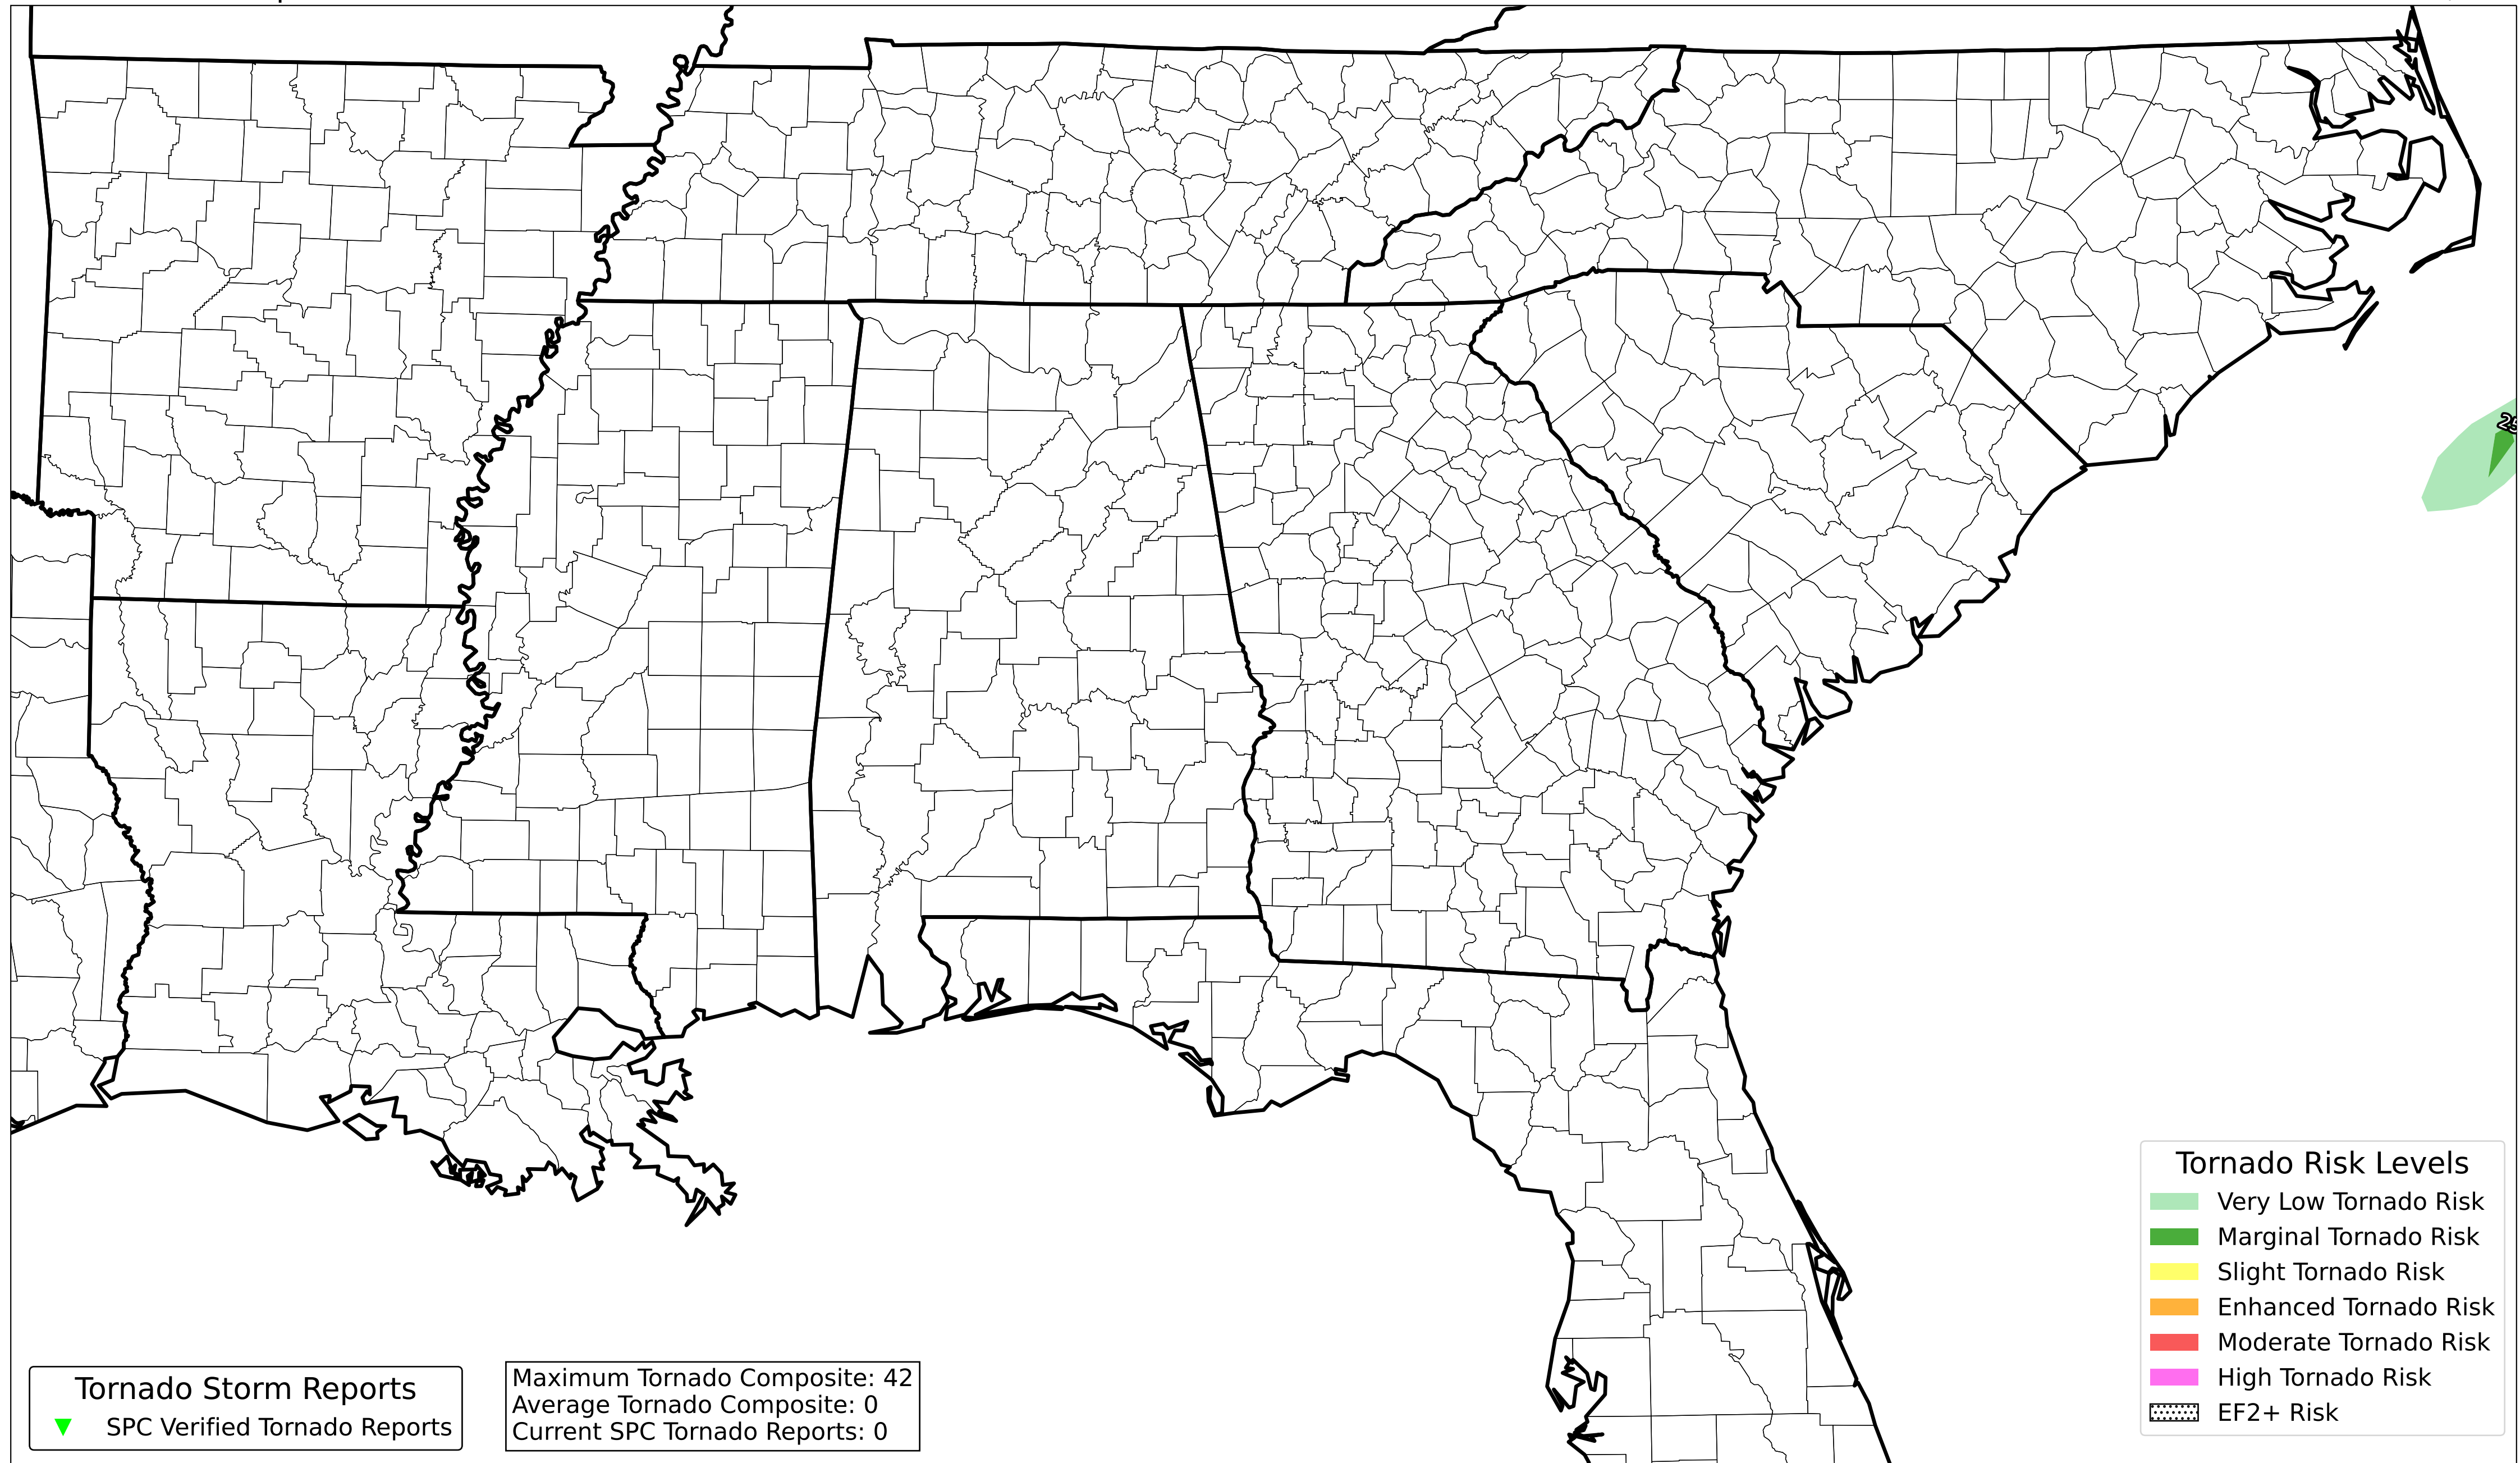 Tornado Risk Levels
Very Low Tornado Risk
Marginal Tornado Risk
Slight Tornado Risk
Enhanced Tornado Risk
Moderate Tornado Risk
High Tornado Risk
EF2+ Risk
Tornado Storm Reports
SPC Verified Tornado Reports
Maximum Tornado Composite: 42
Average Tornado Composite: 0
Current SPC Tornado Reports: 0